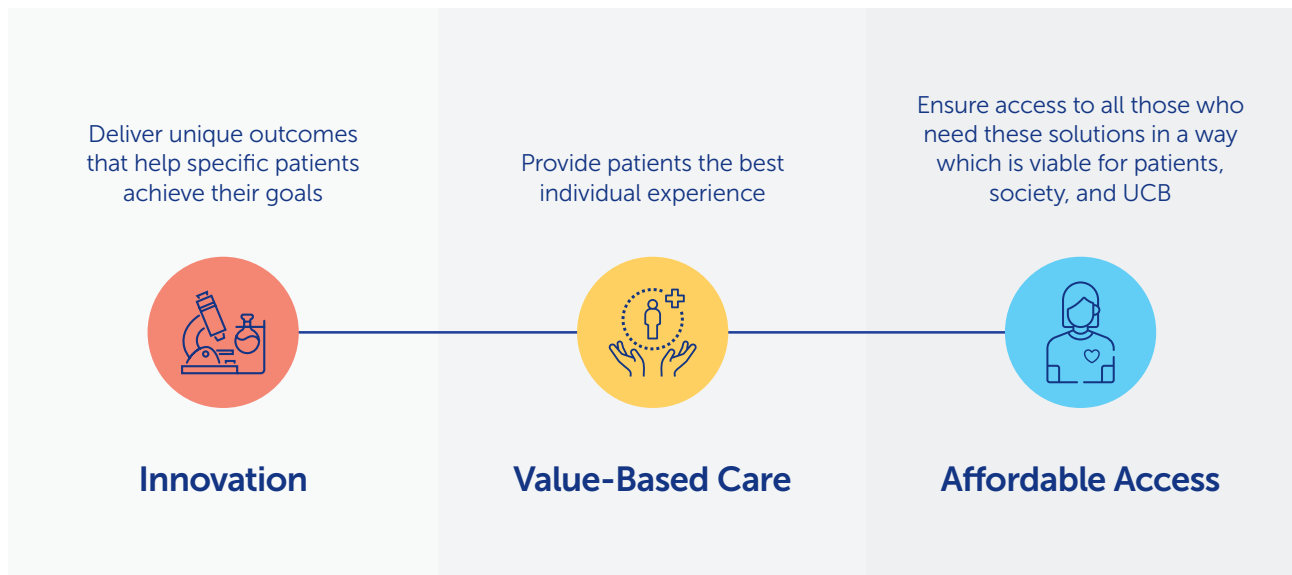 Deliver unique outcomes
that help specific patients
achieve their goals
Innovation
Provide patients the best
individual experience
Value-Based Care
Ensure access to all those who
need these solutions in a way
which is viable for patients,
society, and UCB
Affordable Access